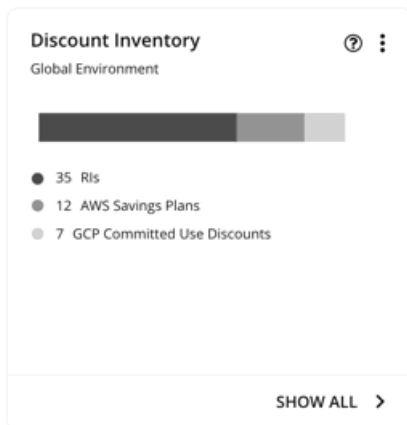 Discount Inventory
Global Environment
35 RIs
12 AWS Savings Plans
7 GCP Committed Use Discounts
SHOW ALL